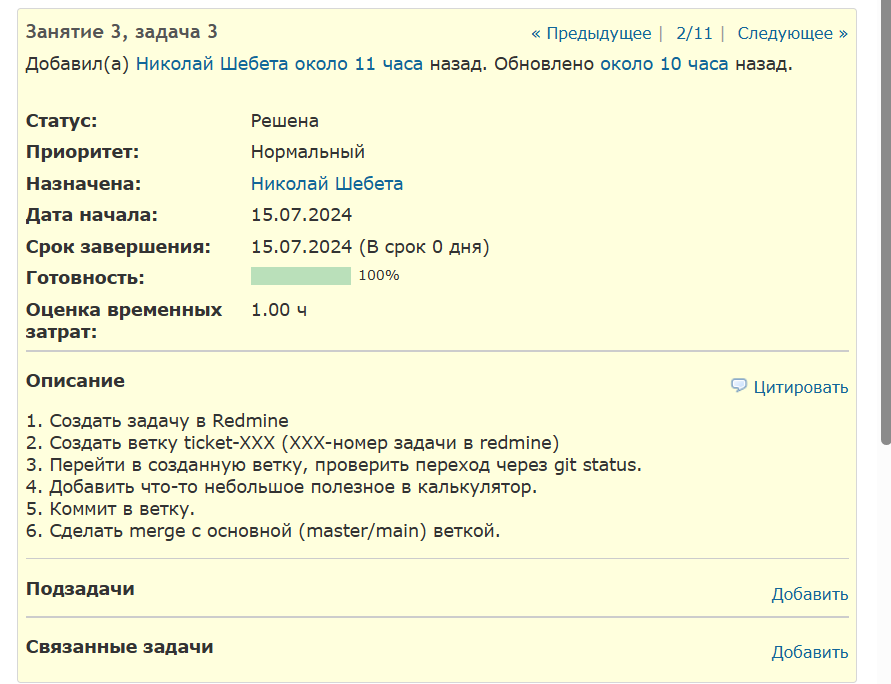 Занятие 3, задача 3
« Предыдущее | 2/11 | Следующее »
Добавил(а) Николай Шебета около 11 часа назад. Обновлено около 10 часа назад.
Статус: Решена
Приоритет: Нормальный
Назначена: Николай Шебета
Дата начала: 15.07.2024
Срок завершения: 15.07.2024 (В срок 0 дня)
Готовность: 100%
Оценка временных 1.00 ч
затрат:
Описание
Цитировать
1. Создать задачу в Redmine
2. Создать ветку ticket-XXX (XXX-номер задачи в redmine)
3. Перейти в созданную ветку, проверить переход через git status.
4. Добавить что-то небольшое полезное в калькулятор.
5. Коммит в ветку.
6. Сделать merge с основной (master/main) веткой.
Подзадачи
Добавить
Связанные задачи
Добавить